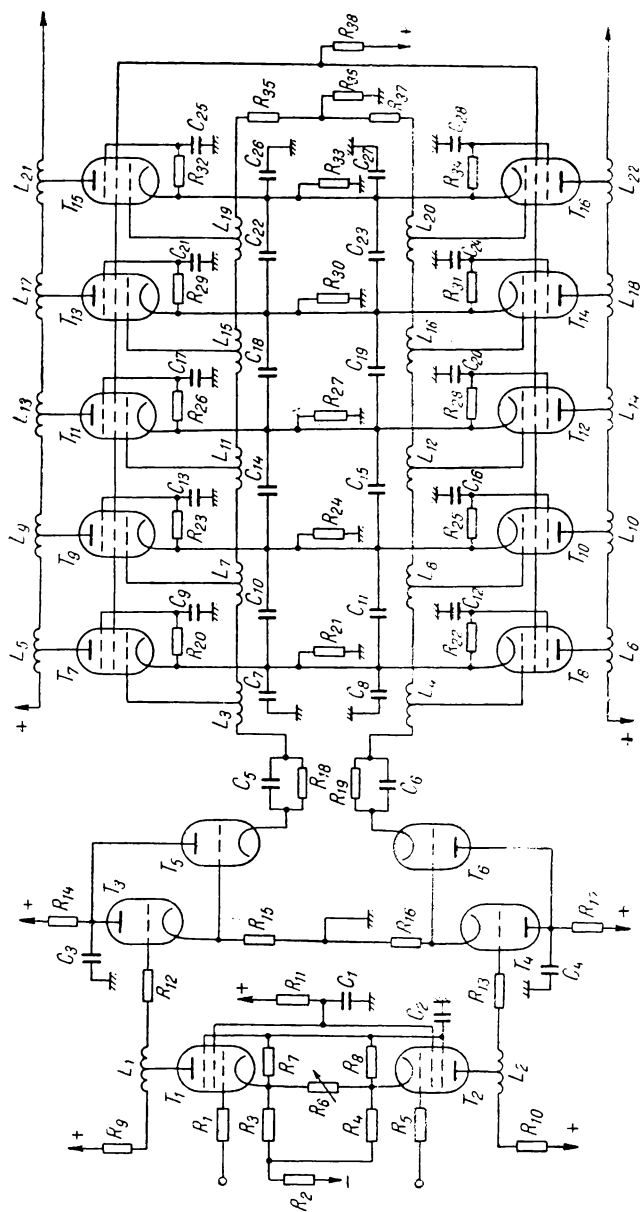 L21
L17
L13
L9
L5
+
T15
T13
T11
T9
T7
R38
+
R32
C25
R29
C21
R26
C17
R23
C13
R20
C9
R35
R35
R37
L19
L15
L11
L7
L3
C26
C22
C18
C14
C10
C7
R33
R30
R27
R24
R21
C27
C23
C19
C15
C11
C8
L20
L16
L12
L8
L4
R34
C28
R31
C24
R28
C20
R25
C16
R22
C12
T16
T14
T12
T10
T8
L22
L18
L14
L10
L6
+
C5
R18
R19
C6
+
R14
C3
T3
T5
R12
R15
R16
T6
T4
R13
C4
+
+
R9
L1
T1
R1
R3
R7
R6
R8
R4
R5
R2
–
+
R11
C1
C2
T2
L2
R10
+